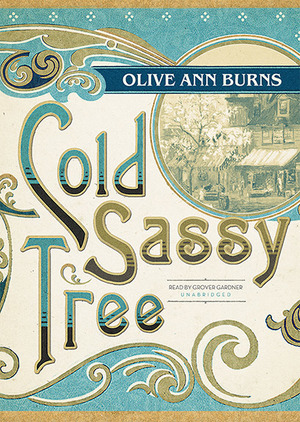 OLIVE ANN BURNS
Cold
Sassy
Tree
READ BY GROVER GARDNER
UNABRIDGED